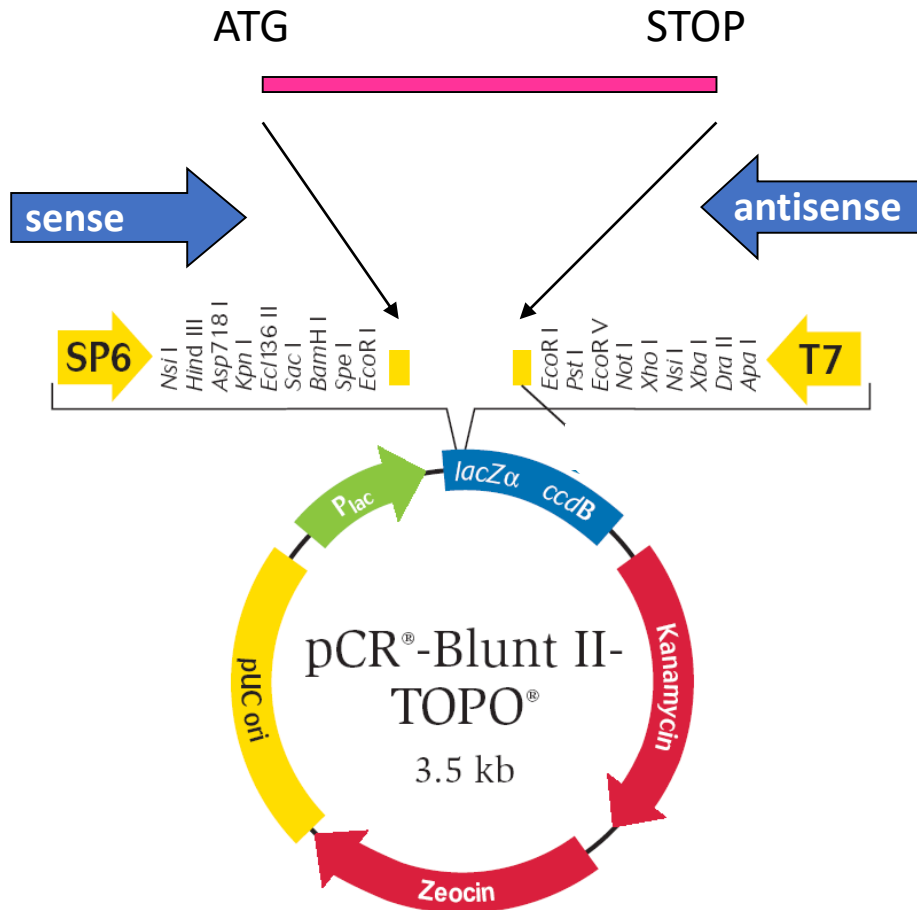 ATG STOP
sense antisense
SP6
Nsi I
Hind III
Asp718 I
Kpn I
Ecl136 II
Sac I
BamH I
Spe I
EcoR I
EcoR I
Pst I
EcoR V
Not I
Xho I
Nsi I
Xba I
Dra II
Apa I
T7
Plac
lacZα ccdB
Kanamycin
Zeocin
pUC ori
pCR®-Blunt II-
TOPO®
3.5 kb